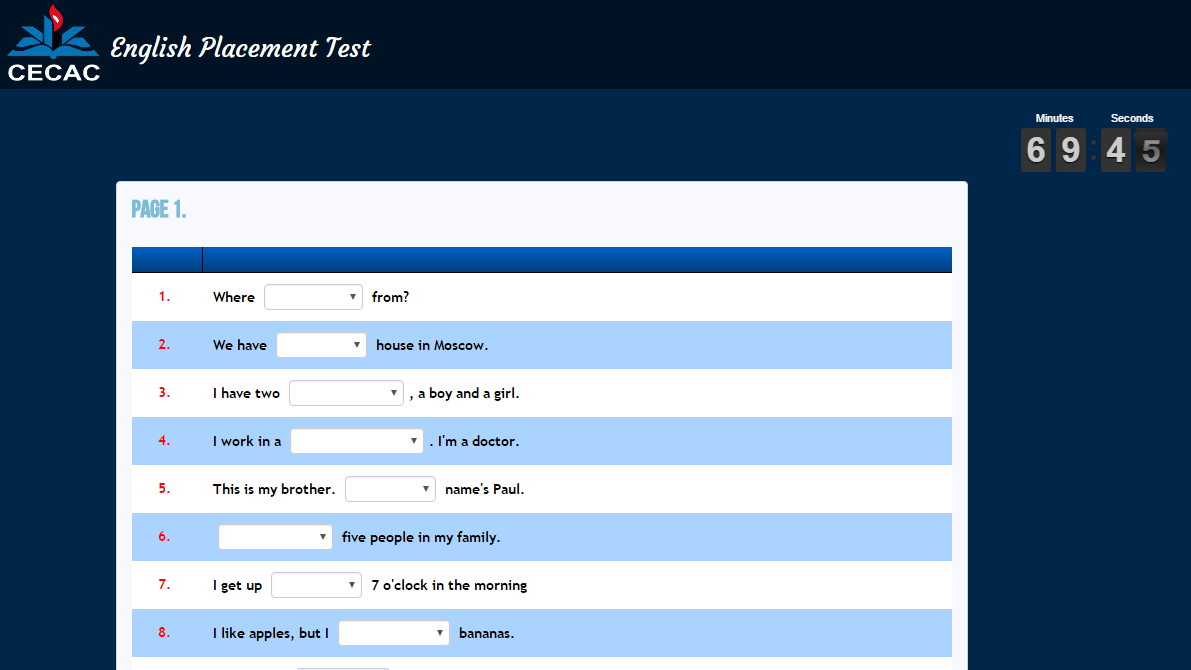 CECAC
English Placement Test
Minutes Seconds
69:45
PAGE 1.
1. Where from?
2. We have house in Moscow.
3. I have two , a boy and a girl.
4. I work in a . I'm a doctor.
5. This is my brother. name's Paul.
6. five people in my family.
7. I get up 7 o'clock in the morning
8. I like apples, but I bananas.